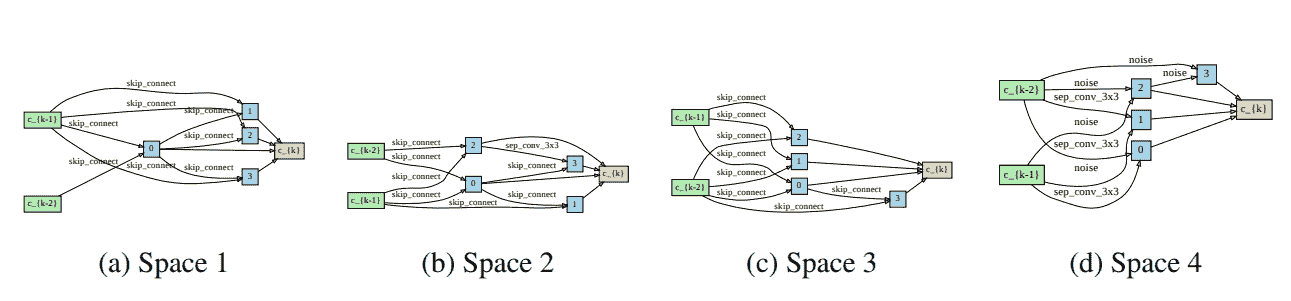 skip_connect
c_{k-1}
skip_connect
skip_connect
skip_connect
1
skip_connect
2
0
c_{k}
skip_connect
skip_connect
3
c_{k-2}
(a) Space 1
c_{k-2}
skip_connect
skip_connect
2
sep_conv_3x3
skip_connect
3
c_{k}
skip_connect
0
c_{k-1}
skip_connect
skip_connect
skip_connect
1
(b) Space 2
skip_connect
c_{k-1}
skip_connect
skip_connect
2
skip_connect
1
c_{k}
c_{k-2}
skip_connect
0
skip_connect
skip_connect
3
skip_connect
(c) Space 3
noise
noise
3
c_{k-2}
noise
2
sep_conv_3x3
c_{k}
noise
1
0
noise
c_{k-1}
sep_conv_3x3
(d) Space 4